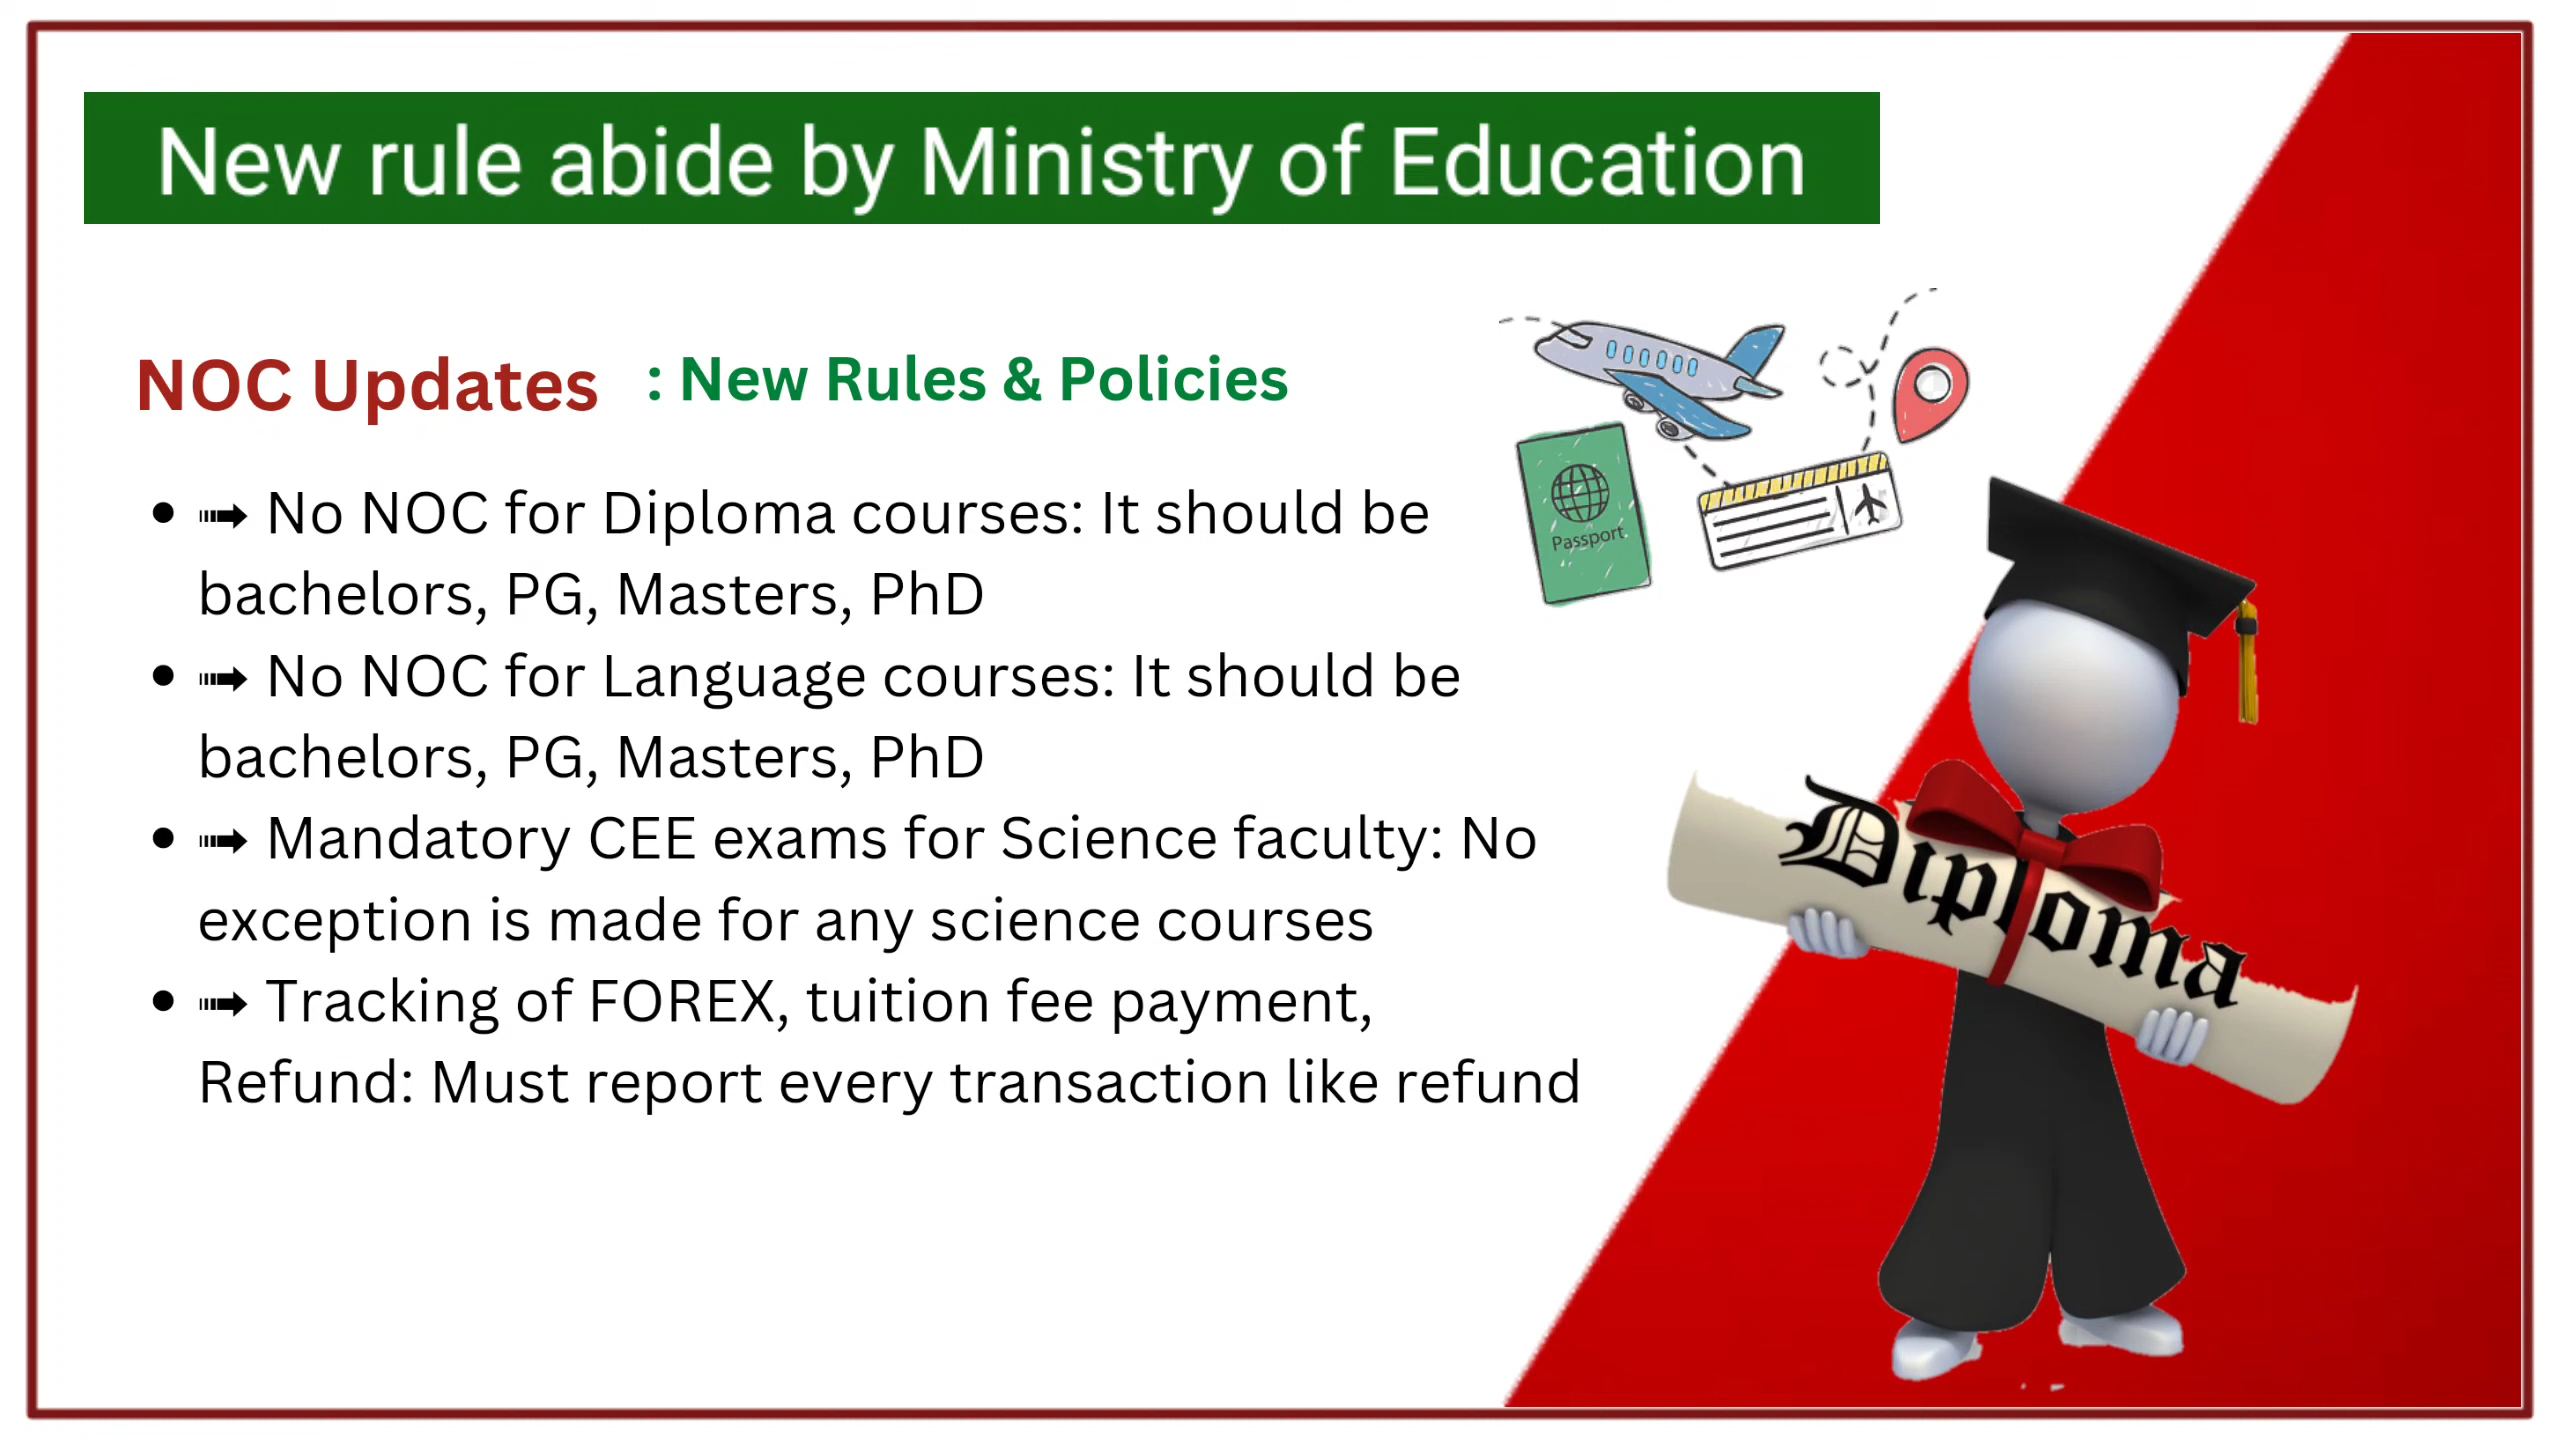 New rule abide by Ministry of Education
NOC Updates : New Rules & Policies
• ➟ No NOC for Diploma courses: It should be
bachelors, PG, Masters, PhD
• ➟ No NOC for Language courses: It should be
bachelors, PG, Masters, PhD
• ➟ Mandatory CEE exams for Science faculty: No
exception is made for any science courses
• ➟ Tracking of FOREX, tuition fee payment,
Refund: Must report every transaction like refund
Passport
Diploma